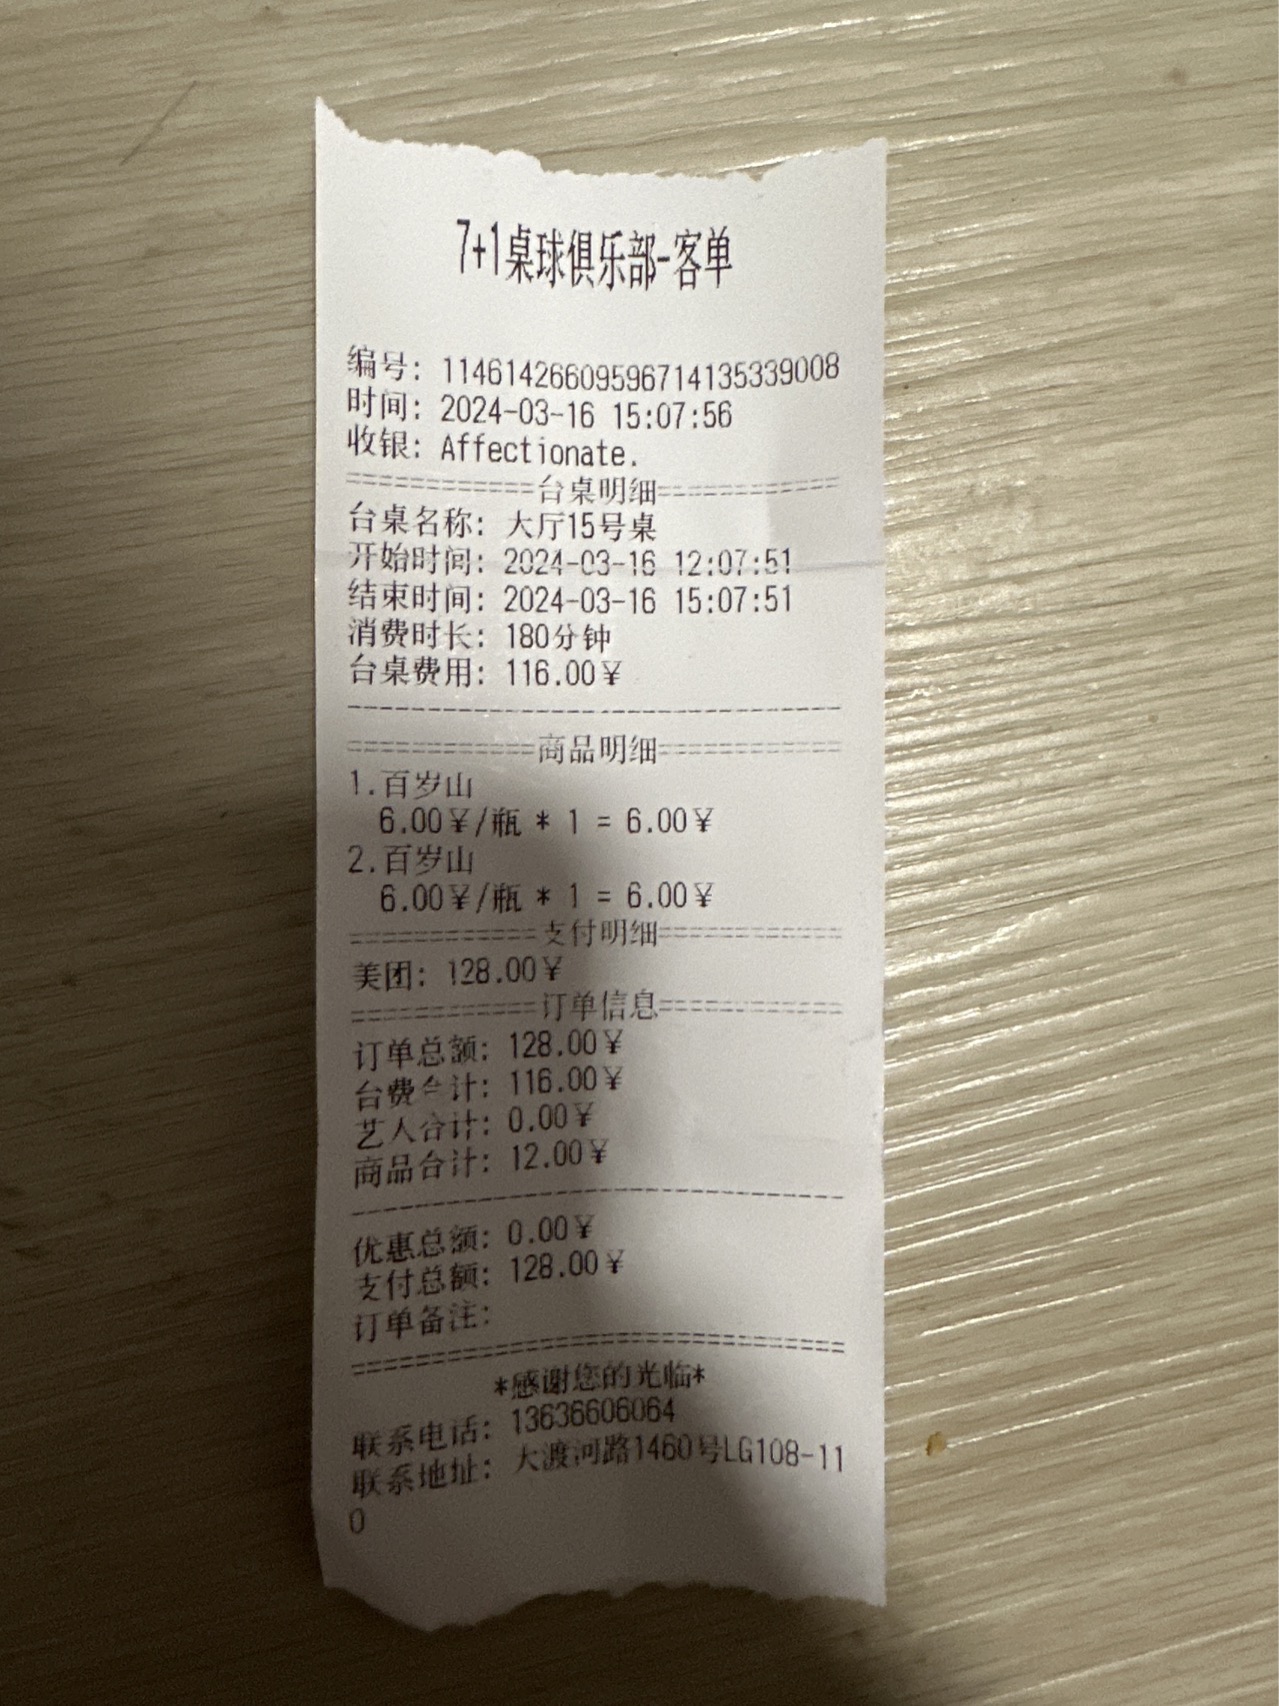 7+1桌球俱乐部-客单
编号: 11461426609596714135339008
时间: 2024-03-16 15:07:56
收银: Affectionate.
============台桌明细============
台桌名称: 大厅15号桌
开始时间: 2024-03-16 12:07:51
结束时间: 2024-03-16 15:07:51
消费时长: 180分钟
台桌费用: 116.00¥
--------------------------------
============商品明细============
1.百岁山
6.00¥/瓶 * 1 = 6.00¥
2.百岁山
6.00¥/瓶 * 1 = 6.00¥
============支付明细============
美团: 128.00¥
============订单信息============
订单总额: 128.00¥
台费合计: 116.00¥
艺人合计: 0.00¥
商品合计: 12.00¥
--------------------------------
优惠总额: 0.00¥
支付总额: 128.00¥
订单备注:
================================
*感谢您的光临*
联系电话: 13636606064
联系地址: 大渡河路1460号LG108-11
0